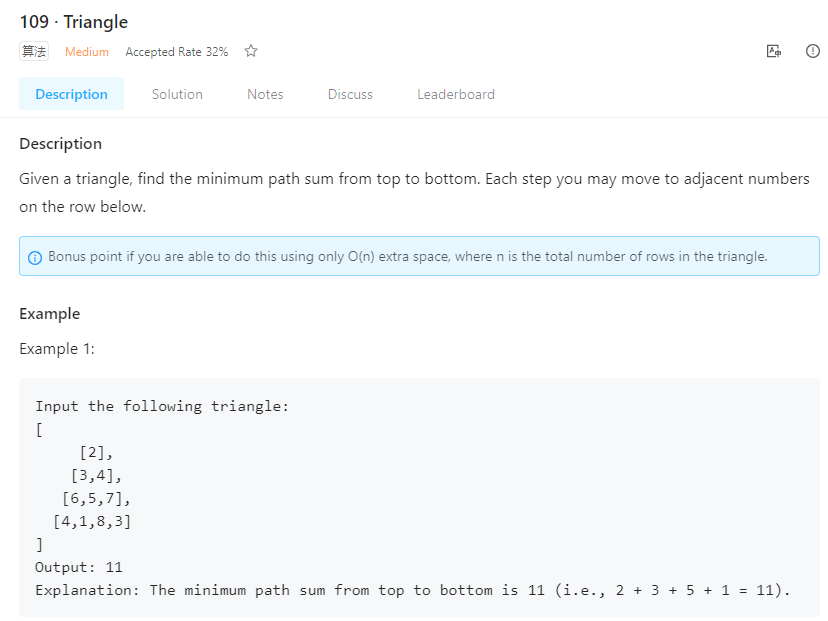 109 · Triangle
算法 Medium Accepted Rate 32%
Description Solution Notes Discuss Leaderboard
Description
Given a triangle, find the minimum path sum from top to bottom. Each step you may move to adjacent numbers
on the row below.
Bonus point if you are able to do this using only O(n) extra space, where n is the total number of rows in the triangle.
Example
Example 1:
Input the following triangle:
[
     [2],
    [3,4],
   [6,5,7],
  [4,1,8,3]
]
Output: 11
Explanation: The minimum path sum from top to bottom is 11 (i.e., 2 + 3 + 5 + 1 = 11).